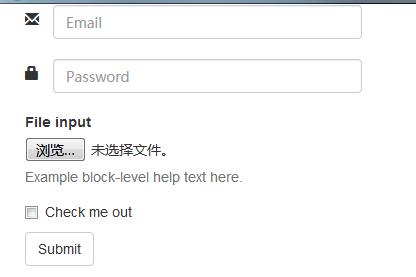 Email
Password
File input
浏览... 未选择文件。
Example block-level help text here.
Check me out
Submit